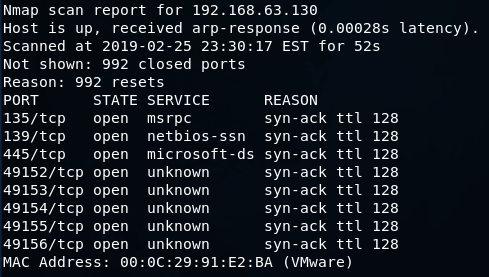 Nmap scan report for 192.168.63.130
Host is up, received arp-response (0.00028s latency).
Scanned at 2019-02-25 23:30:17 EST for 52s
Not shown: 992 closed ports
Reason: 992 resets
PORT      STATE SERVICE      REASON
135/tcp   open  msrpc        syn-ack ttl 128
139/tcp   open  netbios-ssn  syn-ack ttl 128
445/tcp   open  microsoft-ds syn-ack ttl 128
49152/tcp open  unknown      syn-ack ttl 128
49153/tcp open  unknown      syn-ack ttl 128
49154/tcp open  unknown      syn-ack ttl 128
49155/tcp open  unknown      syn-ack ttl 128
49156/tcp open  unknown      syn-ack ttl 128
MAC Address: 00:0C:29:91:E2:BA (VMware)